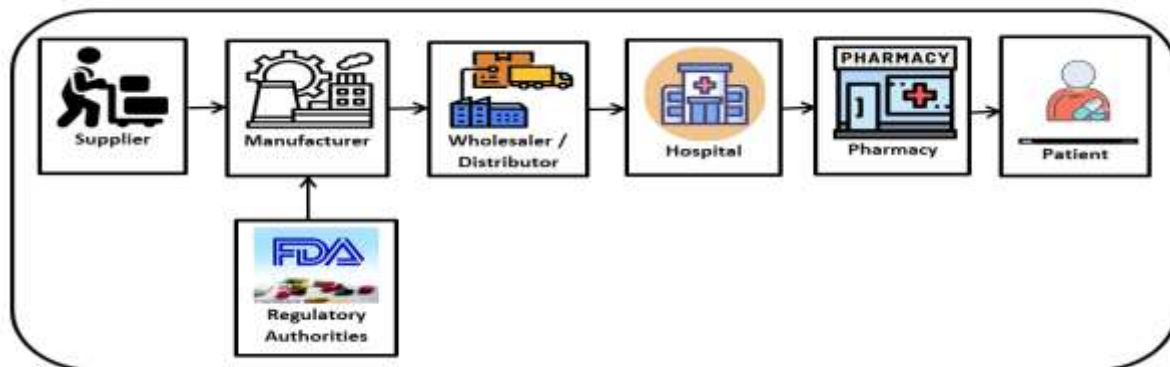 Supplier
Manufacturer
Wholesaler /
Distributor
Hospital
PHARMACY
Pharmacy
Patient
FDA
Regulatory
Authorities